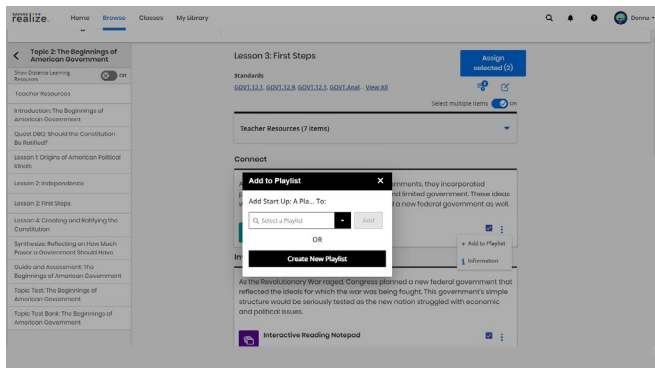 realize.
Home
Browse
Classes
My Library
Donna
Topic 2: The Beginnings of
American Government
Show Distance Learning
Resources
Off
Teacher Resources
Introduction: The Beginnings of
American Government
Quest DBQ: Should the Constitution
Be Ratified?
Lesson 1: Origins of American Political
Ideals
Lesson 2: Independence
Lesson 3: First Steps
Lesson 4: Creating and Ratifying the
Constitution
Synthesize: Reflecting on How Much
Power a Government Should Have
Guide and Assessment: The
Beginnings of American Government
Topic Test: The Beginnings of
American Government
Topic Test Bank: The Beginnings of
American Government
Lesson 3: First Steps
Assign
selected (2)
Standards
GOVT.12.1, GOVT.12.9, GOVT.12.1, GOVT.Anal... View All
Select multiple items
On
Teacher Resources (7 items)
Connect
ernments, they incorporated
nd limited government. These ideas
d a new federal government as well.
Add to Playlist
X
Add Start Up: A Pla... To:
Select a Playlist
Add
OR
Create New Playlist
+ Add to Playlist
Information
As the Revolutionary War raged, Congress planned a new federal government that
reflected the ideals for which the war was being fought. This government's simple
structure would be seriously tested as the new nation struggled with economic
and political issues.
Interactive Reading Notepad